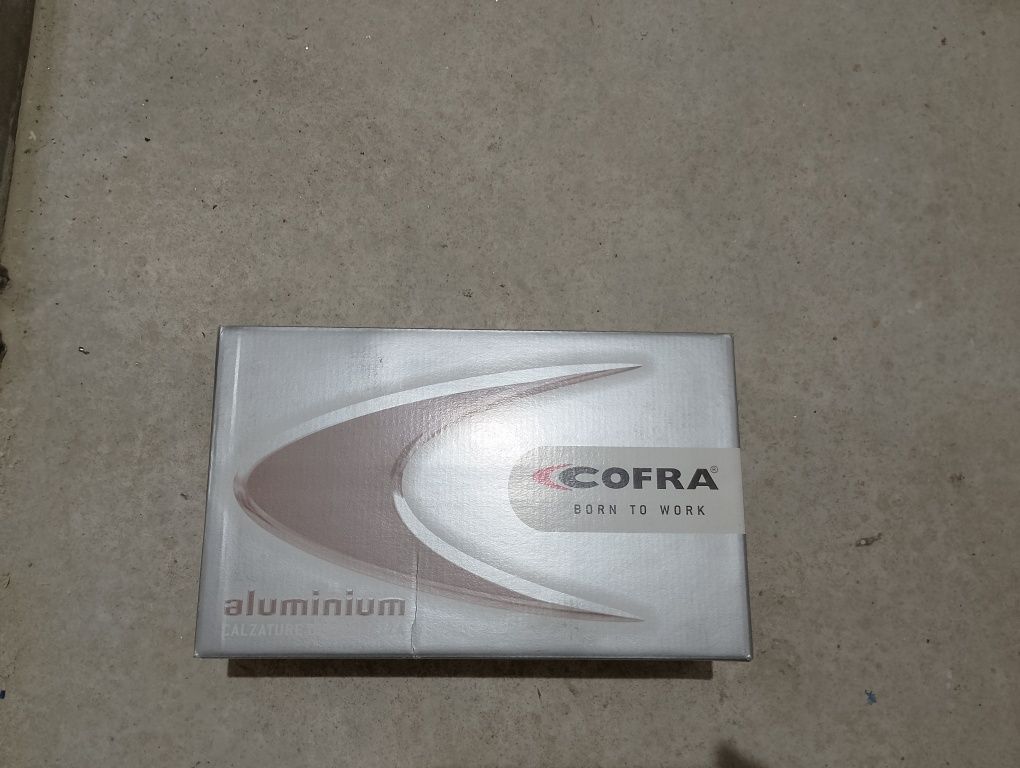 COFRA®
BORN TO WORK
aluminium
CALZATURE